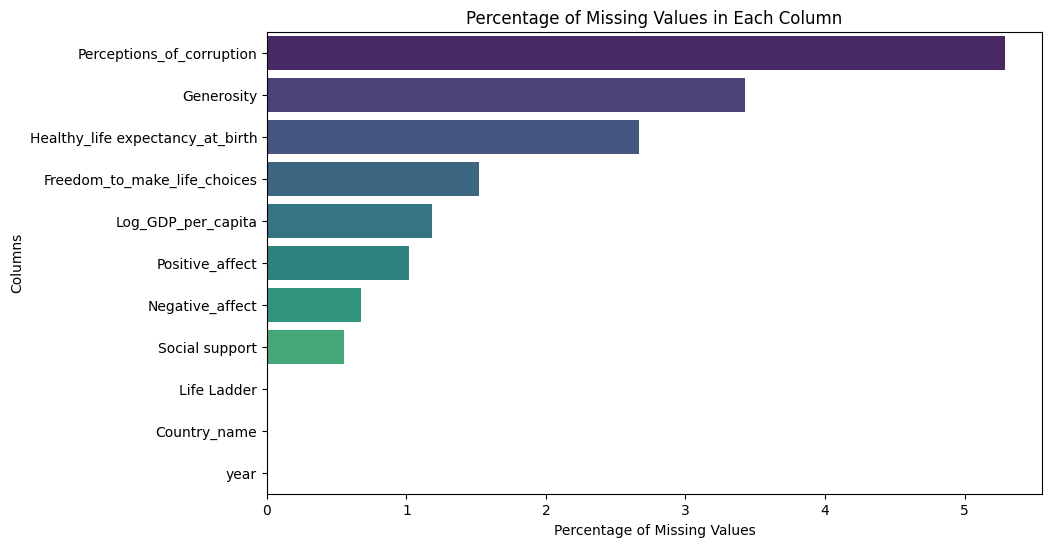 Percentage of Missing Values in Each Column
Perceptions_of_corruption
Generosity
Healthy_life expectancy_at_birth
Freedom_to_make_life_choices
Log_GDP_per_capita
Positive_affect
Negative_affect
Social support
Life Ladder
Country_name
year
Columns
0 1 2 3 4 5
Percentage of Missing Values